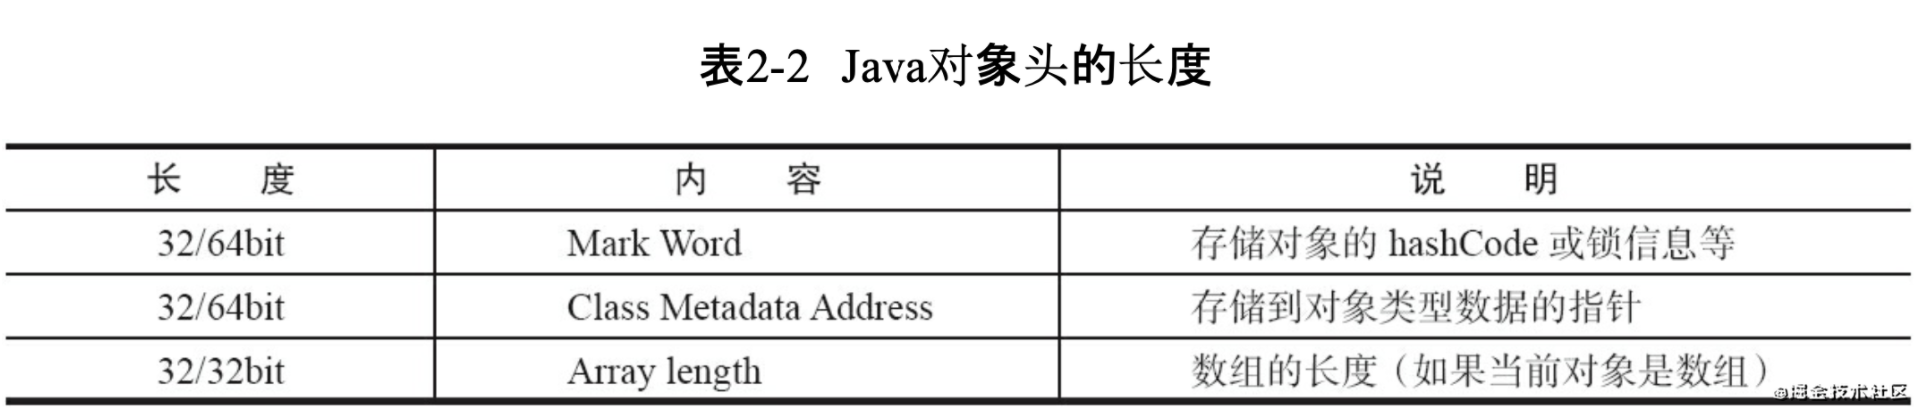 表2-2 Java对象头的长度
长 度 内 容 说 明
32/64bit Mark Word 存储对象的 hashCode 或锁信息等
32/64bit Class Metadata Address 存储到对象类型数据的指针
32/32bit Array length 数组的长度（如果当前对象是数组）
@掘金技术社区